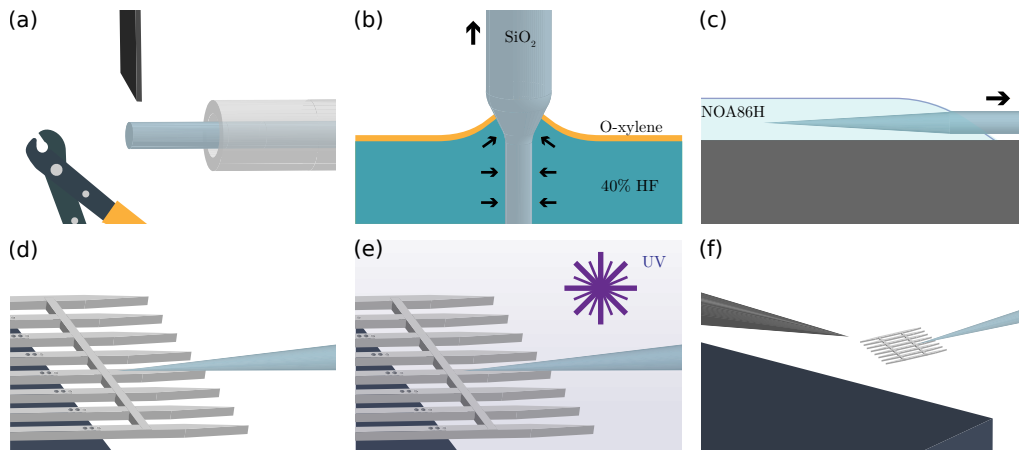 (a)
(b)
(c)
SiO₂
O-xylene
40% HF
NOA86H
(d)
(e)
(f)
UV